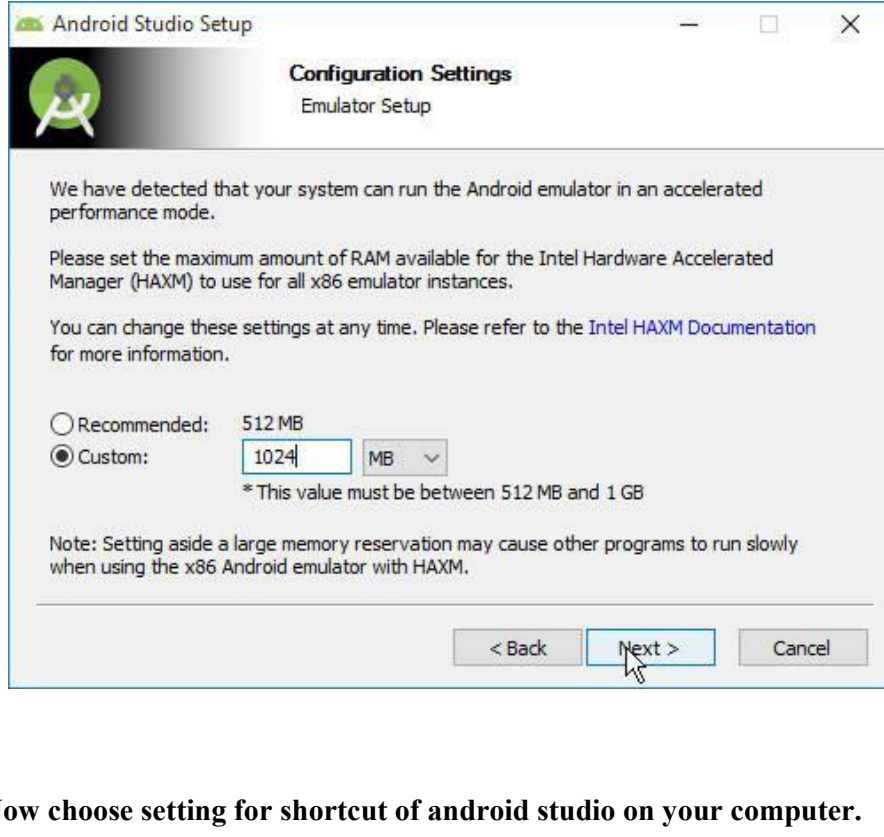 Android Studio Setup
Configuration Settings
Emulator Setup
We have detected that your system can run the Android emulator in an accelerated
performance mode.
Please set the maximum amount of RAM available for the Intel Hardware Accelerated
Manager (HAXM) to use for all x86 emulator instances.
You can change these settings at any time. Please refer to the Intel HAXM Documentation
for more information.
Recommended: 512 MB
Custom: 1024 MB
* This value must be between 512 MB and 1 GB
Note: Setting aside a large memory reservation may cause other programs to run slowly
when using the x86 Android emulator with HAXM.
< Back Next > Cancel
choose setting for shortcut of android studio on your computer.